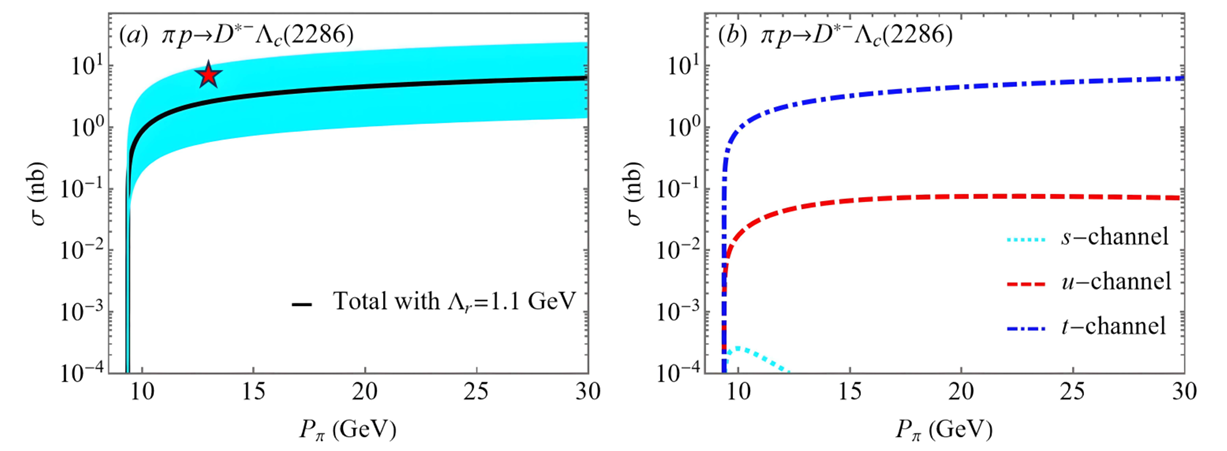 (a) πp→D*⁻Λc(2286)
σ (nb)
10¹
10⁰
10⁻¹
10⁻²
10⁻³
10⁻⁴
Total with Λr=1.1 GeV
10 15 20 25 30
Pπ (GeV)
(b) πp→D*⁻Λc(2286)
σ (nb)
10¹
10⁰
10⁻¹
10⁻²
10⁻³
10⁻⁴
s−channel
u−channel
t−channel
10 15 20 25 30
Pπ (GeV)